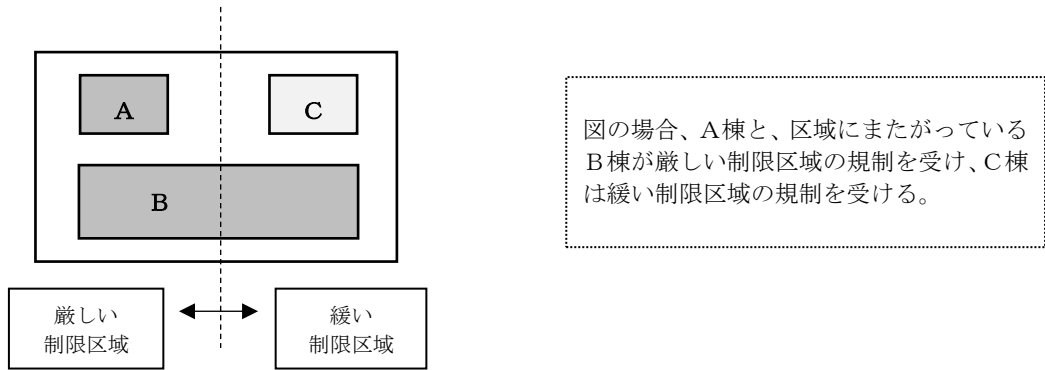 A
C
B
厳しい
制限区域
緩い
制限区域
図の場合、A棟と、区域にまたがっている
B棟が厳しい制限区域の規制を受け、C棟
は緩い制限区域の規制を受ける。